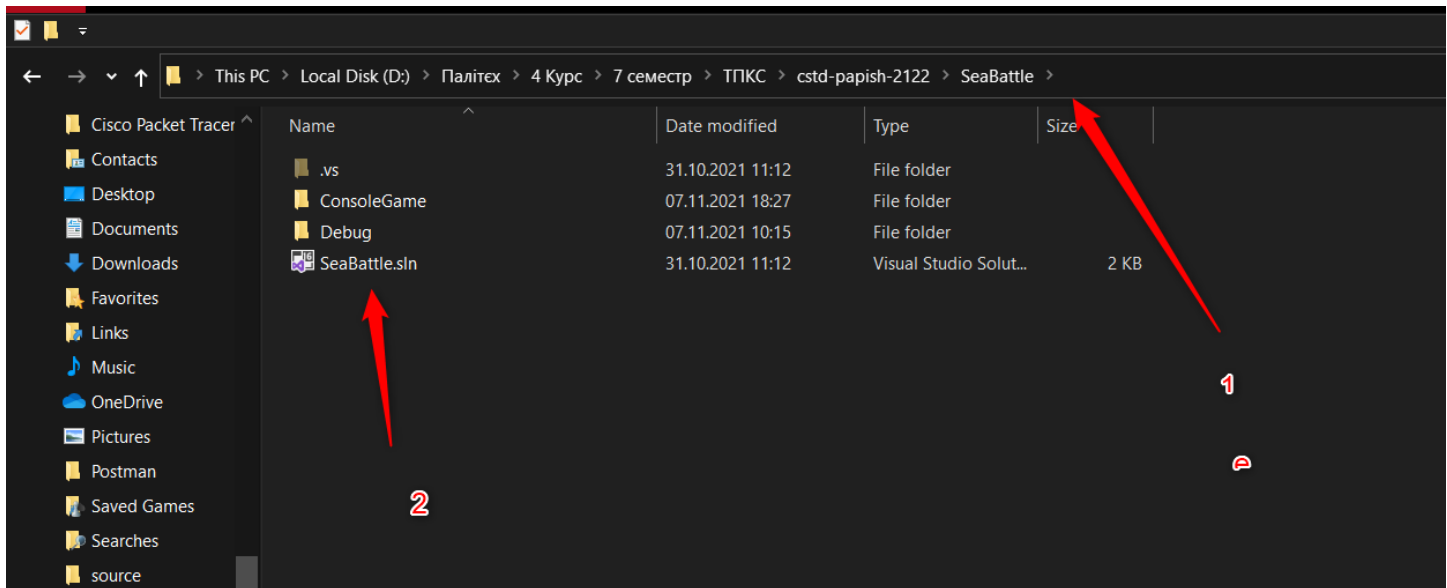 This PC > Local Disk (D:) > Палітєх > 4 Курс > 7 семестр > ТПКС > cstd-papish-2122 > SeaBattle >
Name Date modified Type Size
Cisco Packet Tracer
Contacts
Desktop
Documents
Downloads
Favorites
Links
Music
OneDrive
Pictures
Postman
Saved Games
Searches
source
.vs 31.10.2021 11:12 File folder
ConsoleGame 07.11.2021 18:27 File folder
Debug 07.11.2021 10:15 File folder
SeaBattle.sln 31.10.2021 11:12 Visual Studio Solut... 2 KB
1
2